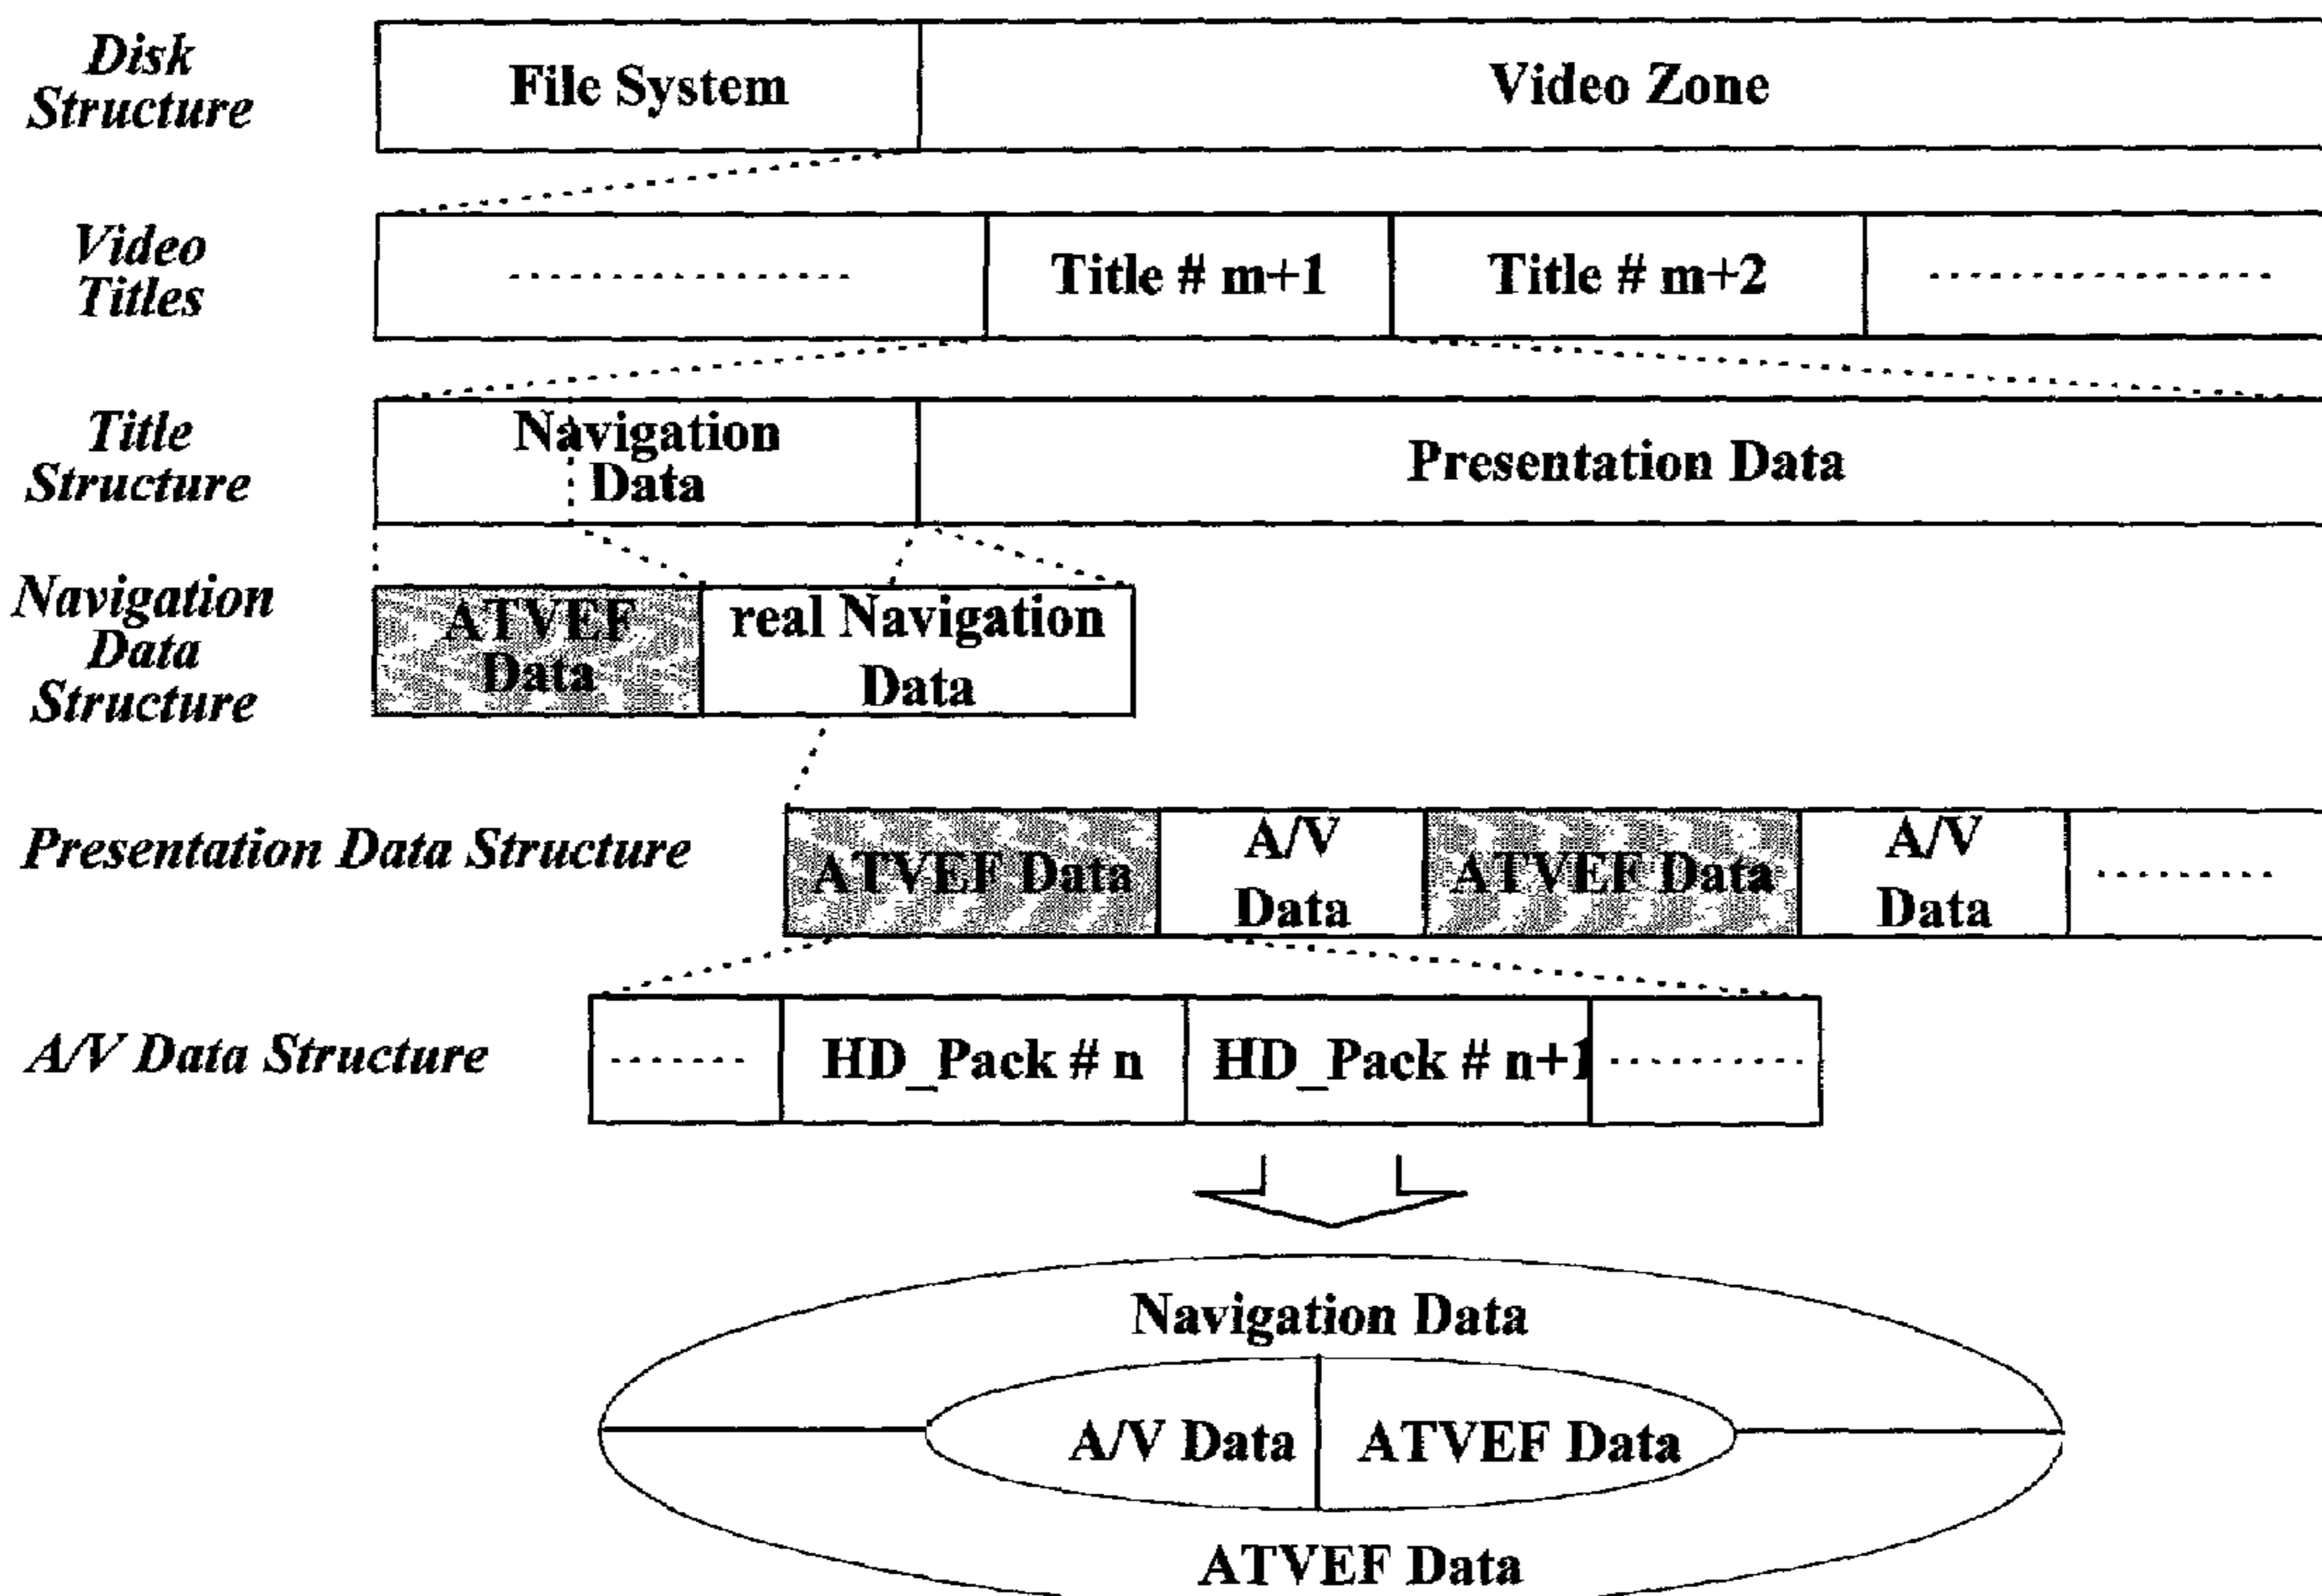 Disk
Structure
File System
Video Zone
Video
Titles
Title # m+1
Title # m+2
Title
Structure
Navigation
Data
Presentation Data
Navigation
Data
Structure
ATVEF
Data
real Navigation
Data
Presentation Data Structure
ATVEF Data
A/V
Data
ATVEF Data
A/V
Data
A/V Data Structure
HD_Pack # n
HD_Pack # n+1
Navigation Data
A/V Data
ATVEF Data
ATVEF Data